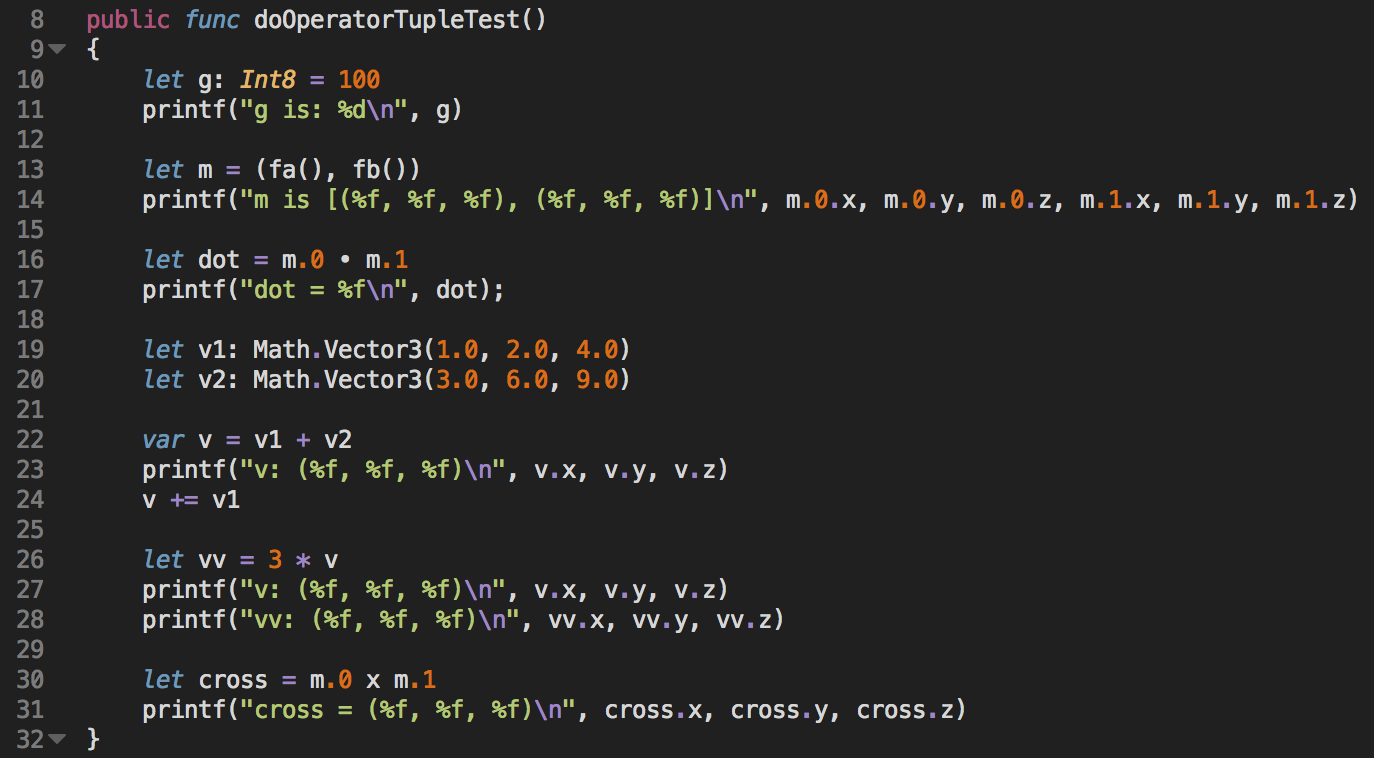 8 public func doOperatorTupleTest()
9 {
10 let g: Int8 = 100
11 printf("g is: %d\n", g)
12
13 let m = (fa(), fb())
14 printf("m is [(%f, %f, %f), (%f, %f, %f)]\n", m.0.x, m.0.y, m.0.z, m.1.x, m.1.y, m.1.z)
15
16 let dot = m.0 • m.1
17 printf("dot = %f\n", dot);
18
19 let v1: Math.Vector3(1.0, 2.0, 4.0)
20 let v2: Math.Vector3(3.0, 6.0, 9.0)
21
22 var v = v1 + v2
23 printf("v: (%f, %f, %f)\n", v.x, v.y, v.z)
24 v += v1
25
26 let vv = 3 * v
27 printf("v: (%f, %f, %f)\n", v.x, v.y, v.z)
28 printf("vv: (%f, %f, %f)\n", vv.x, vv.y, vv.z)
29
30 let cross = m.0 x m.1
31 printf("cross = (%f, %f, %f)\n", cross.x, cross.y, cross.z)
32 }